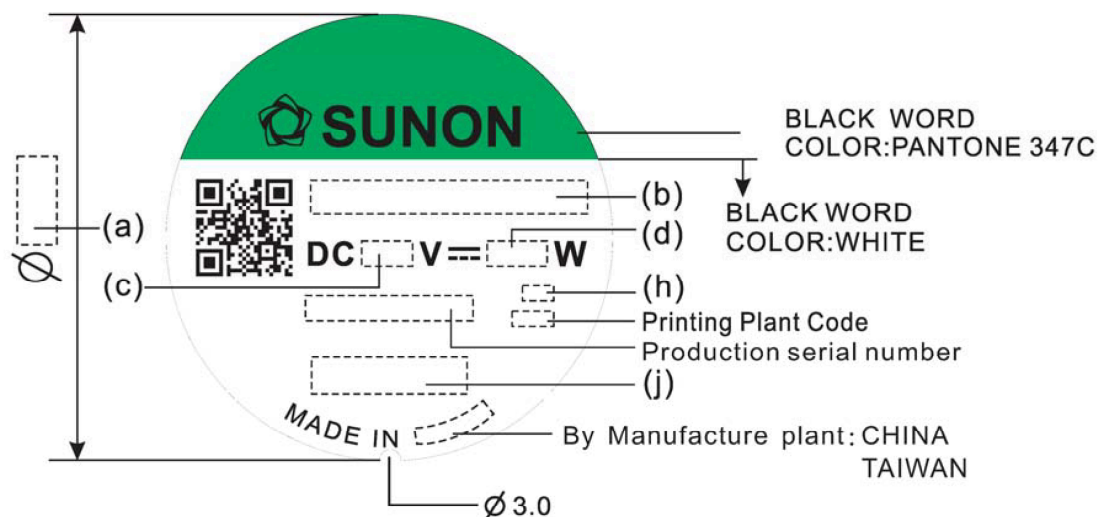 SUNON
BLACK WORD
COLOR:PANTONE 347C
(a)
Ø
(b)
BLACK WORD
COLOR:WHITE
DC V⎓ W
(d)
(c)
(h)
Printing Plant Code
Production serial number
(j)
MADE IN
By Manufacture plant: CHINA
TAIWAN
Ø 3.0